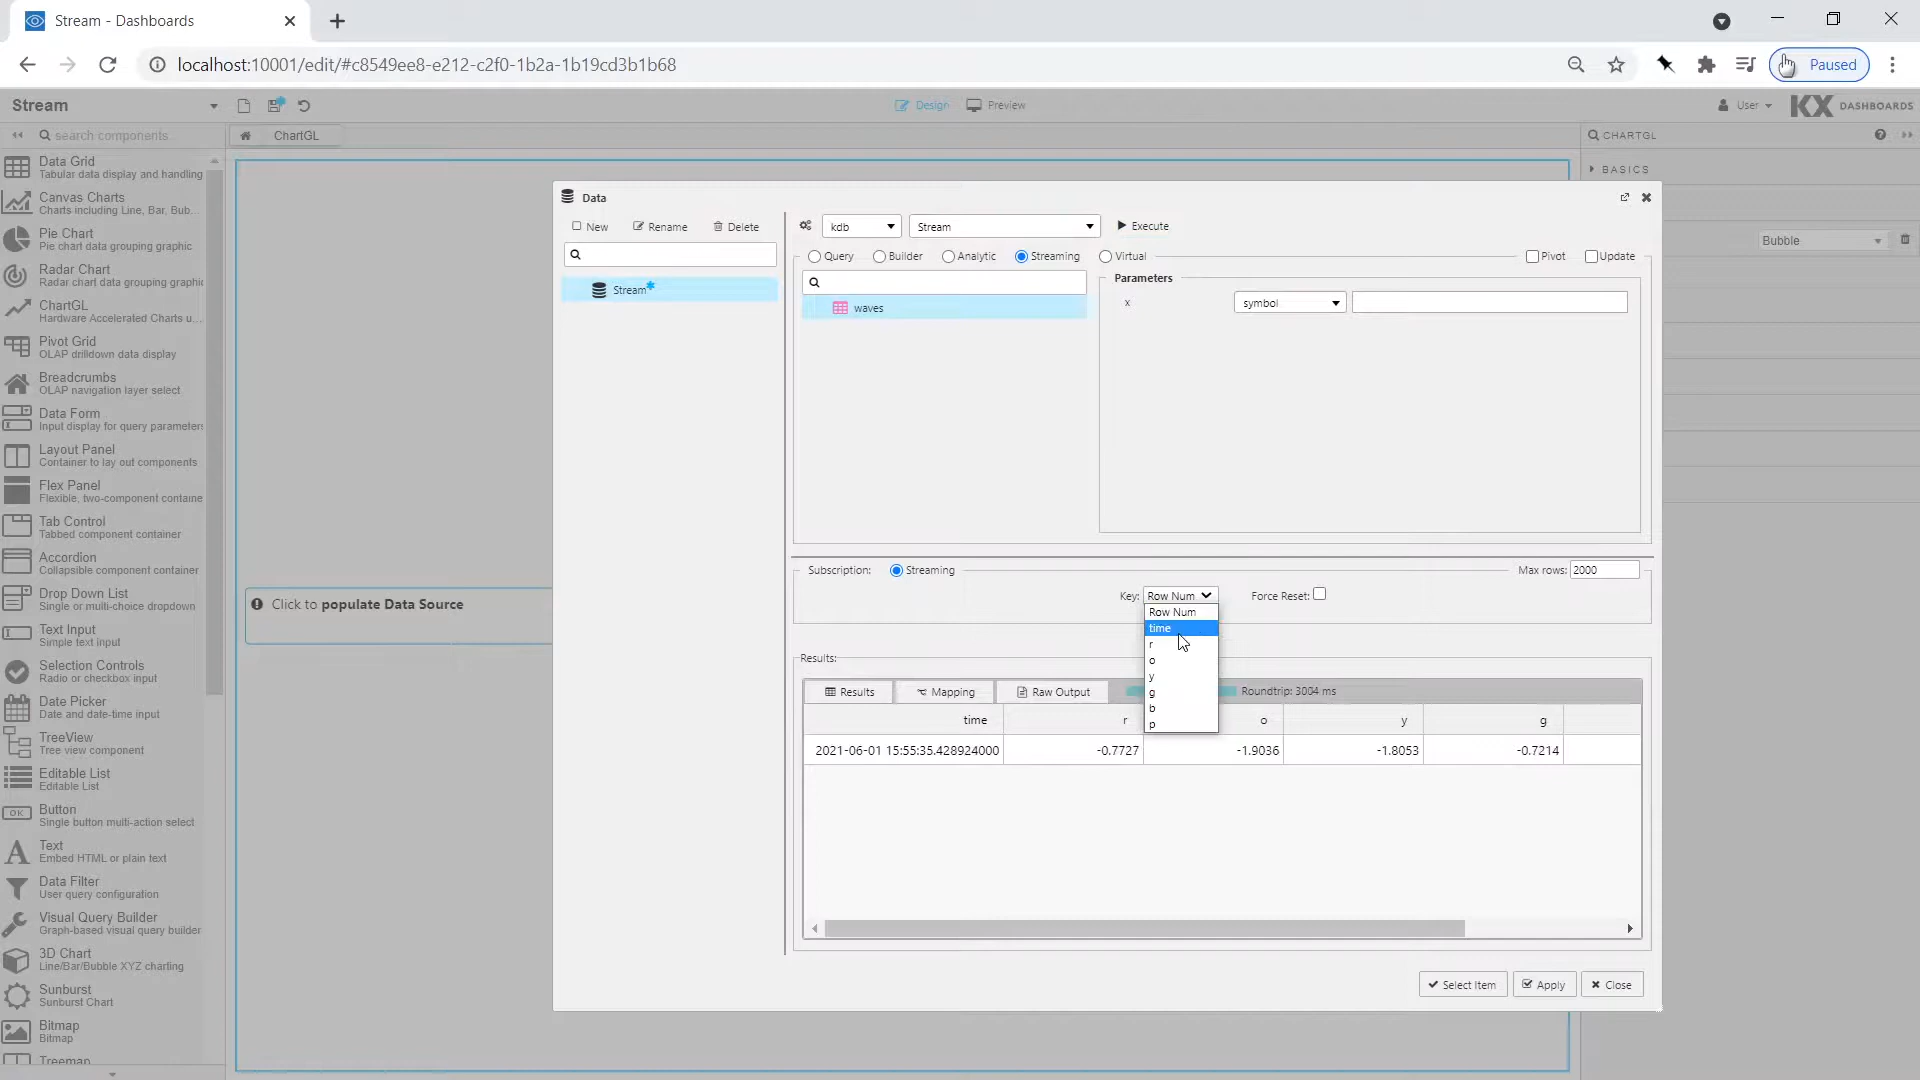 Stream - Dashboards
localhost:10001/edit/#c8549ee8-e212-c2f0-1b2a-1b19cd3b1b68
Paused
Stream
Design
Preview
User
KX DASHBOARDS
search components.
ChartGL
CHARTGL
BASICS
Bubble
Data Grid
Tabular data display and handling
Canvas Charts
Charts including Line, Bar, Bub...
Pie Chart
Pie chart data grouping graphic
Radar Chart
Radar chart data grouping graphic
ChartGL
Hardware Accelerated Charts u...
Pivot Grid
OLAP drilldown data display
Breadcrumbs
OLAP navigation layer select
Data Form
Input display for query parameters
Layout Panel
Container to lay out components
Flex Panel
Flexible, two-component containe
Tab Control
Tabbed component container
Accordion
Collapsible component container
Drop Down List
Single or multi-choice dropdown
Text Input
Simple text input
Selection Controls
Radio or checkbox input
Date Picker
Date and date-time input
TreeView
Tree view component
Editable List
Editable List
OK
Button
Single button multi-action select
Text
Embed HTML or plain text
Data Filter
User query configuration
Visual Query Builder
Graph-based visual query builder
3D Chart
Line/Bar/Bubble XYZ charting
Sunburst
Sunburst Chart
Bitmap
Bitmap
Treemap
Click to populate Data Source
Data
New
Rename
Delete
Stream*
kdb
Stream
Execute
Query
Builder
Analytic
Streaming
Virtual
Pivot
Update
waves
Parameters
x
symbol
Subscription:
Streaming
Max rows: 2000
Key: Row Num
Force Reset:
Row Num
time
r
o
y
g
b
p
Results:
Results
Mapping
Raw Output
Roundtrip: 3004 ms
time r o y g
2021-06-01 15:55:35.428924000 -0.7727 -1.9036 -1.8053 -0.7214
Select Item
Apply
Close